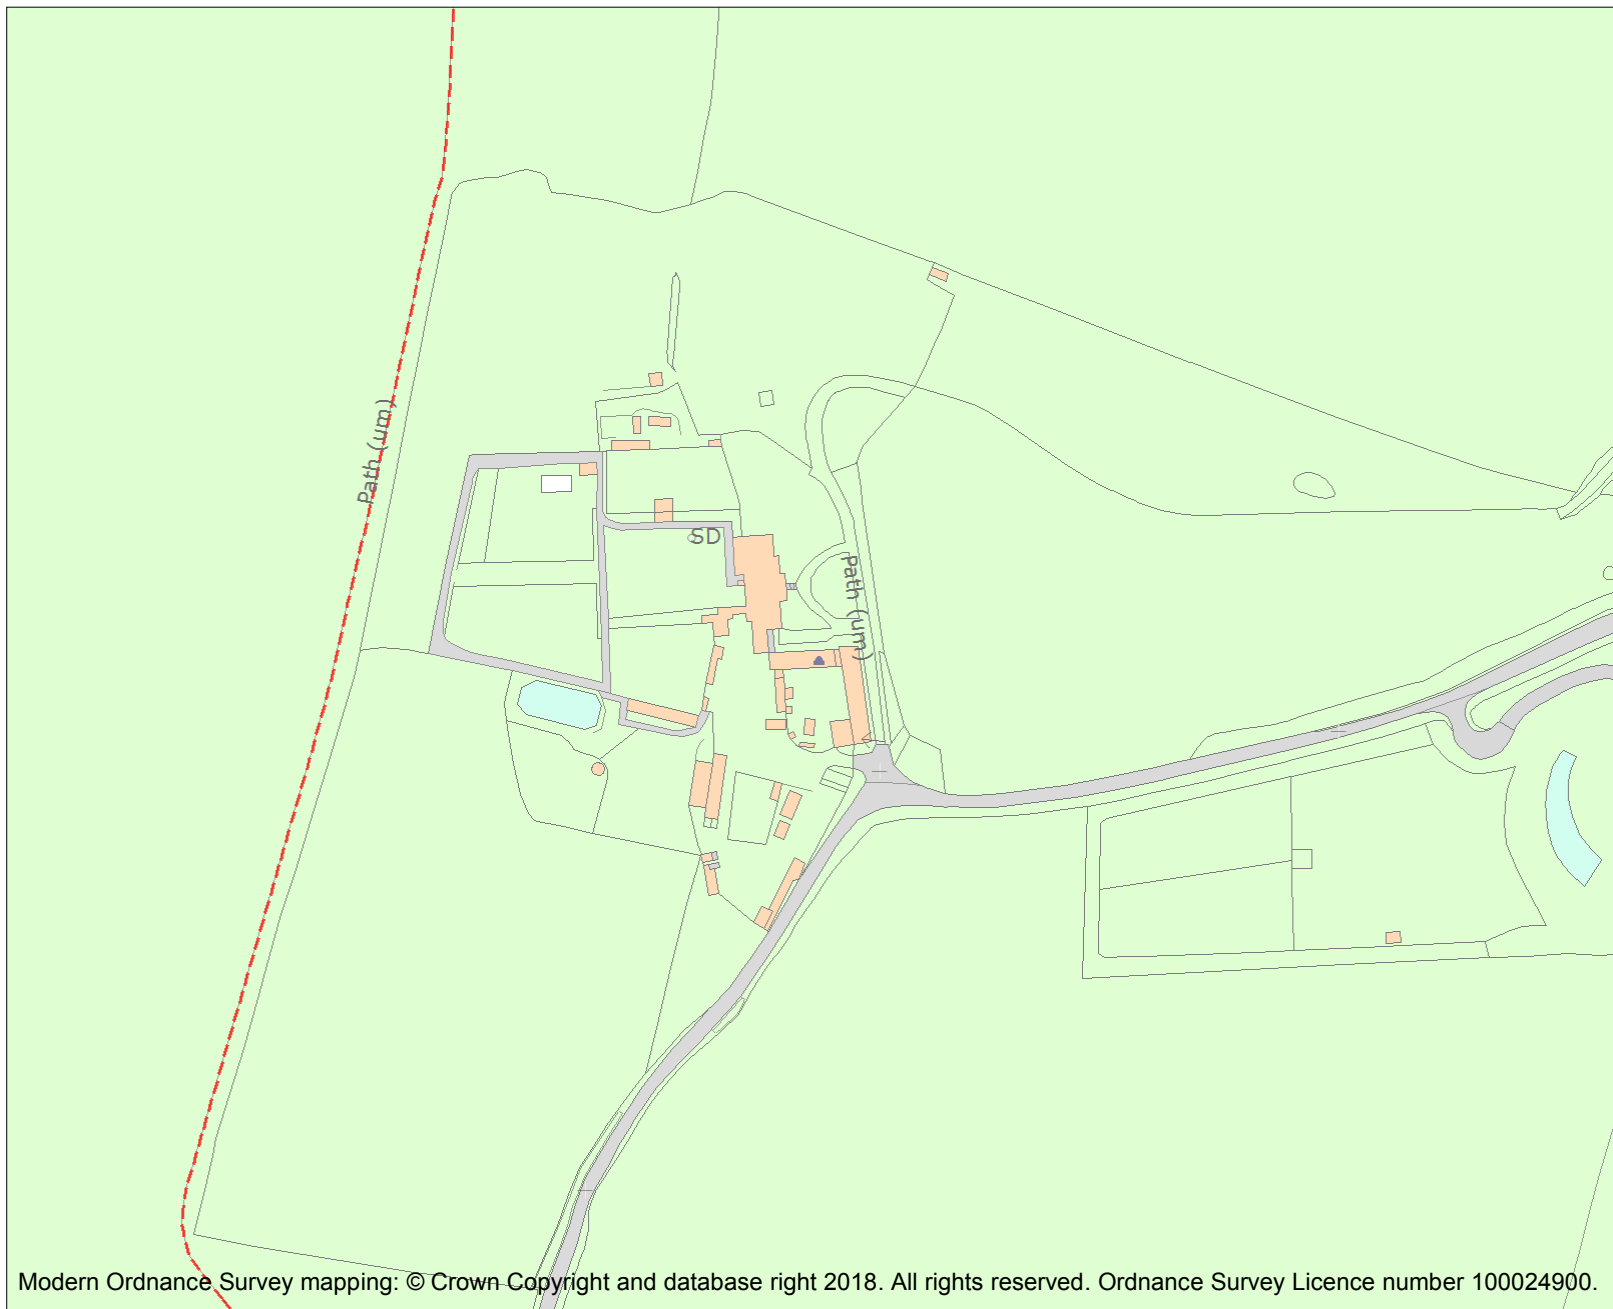 Path (um)
SD
Path (um)
Modern Ordnance Survey mapping: © Crown Copyright and database right 2018. All rights reserved. Ordnance Survey Licence number 100024900.